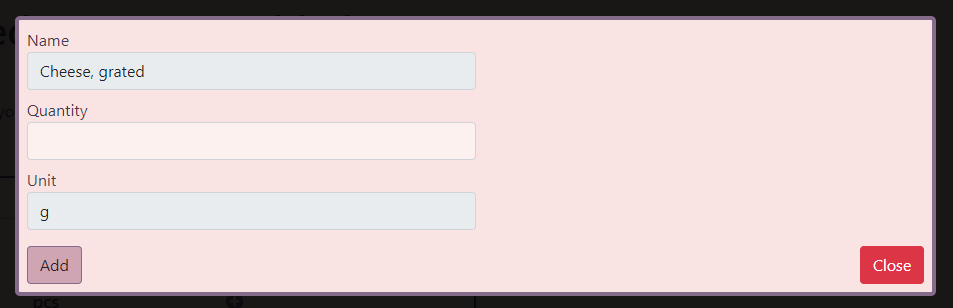 Name
Cheese, grated
Quantity
Unit
g
Add
Close
pcs